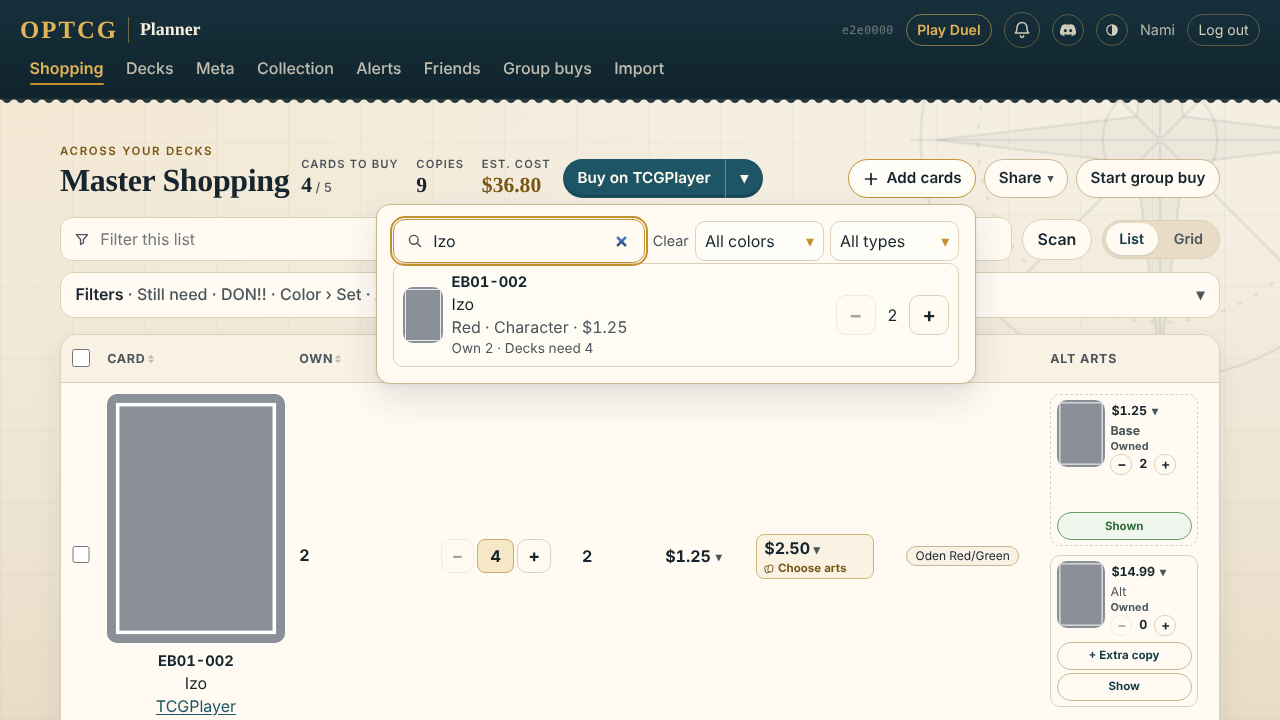 OPTCG
Planner
e2e0000
Play Duel
Nami
Log out
Shopping
Decks
Meta
Collection
Alerts
Friends
Group buys
Import
ACROSS YOUR DECKS
Master Shopping
CARDS TO BUY
4 / 5
COPIES
9
EST. COST
$36.80
Buy on TCGPlayer
▼
+ Add cards
Share ▾
Start group buy
Filter this list
Scan
List
Grid
Izo
Clear
All colors
All types
Filters · Still need · DON!! · Color › Set ·
EB01-002
Izo
Red · Character · $1.25
Own 2 · Decks need 4
− 2 +
CARD
OWN
ALT ARTS
EB01-002
Izo
TCGPlayer
2
− 4 +
2
$1.25 ▾
$2.50 ▾
Choose arts
Oden Red/Green
$1.25 ▾
Base
Owned
− 2 +
Shown
$14.99 ▾
Alt
Owned
− 0 +
+ Extra copy
Show